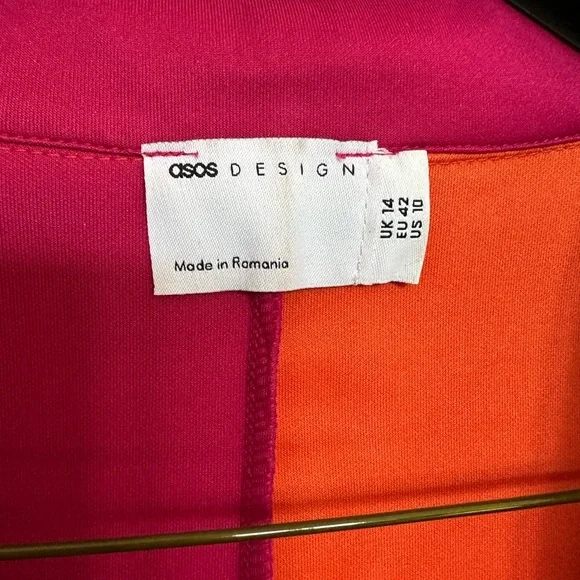 asos DESIGN
Made in Romania
UK 14
EU 42
US 10